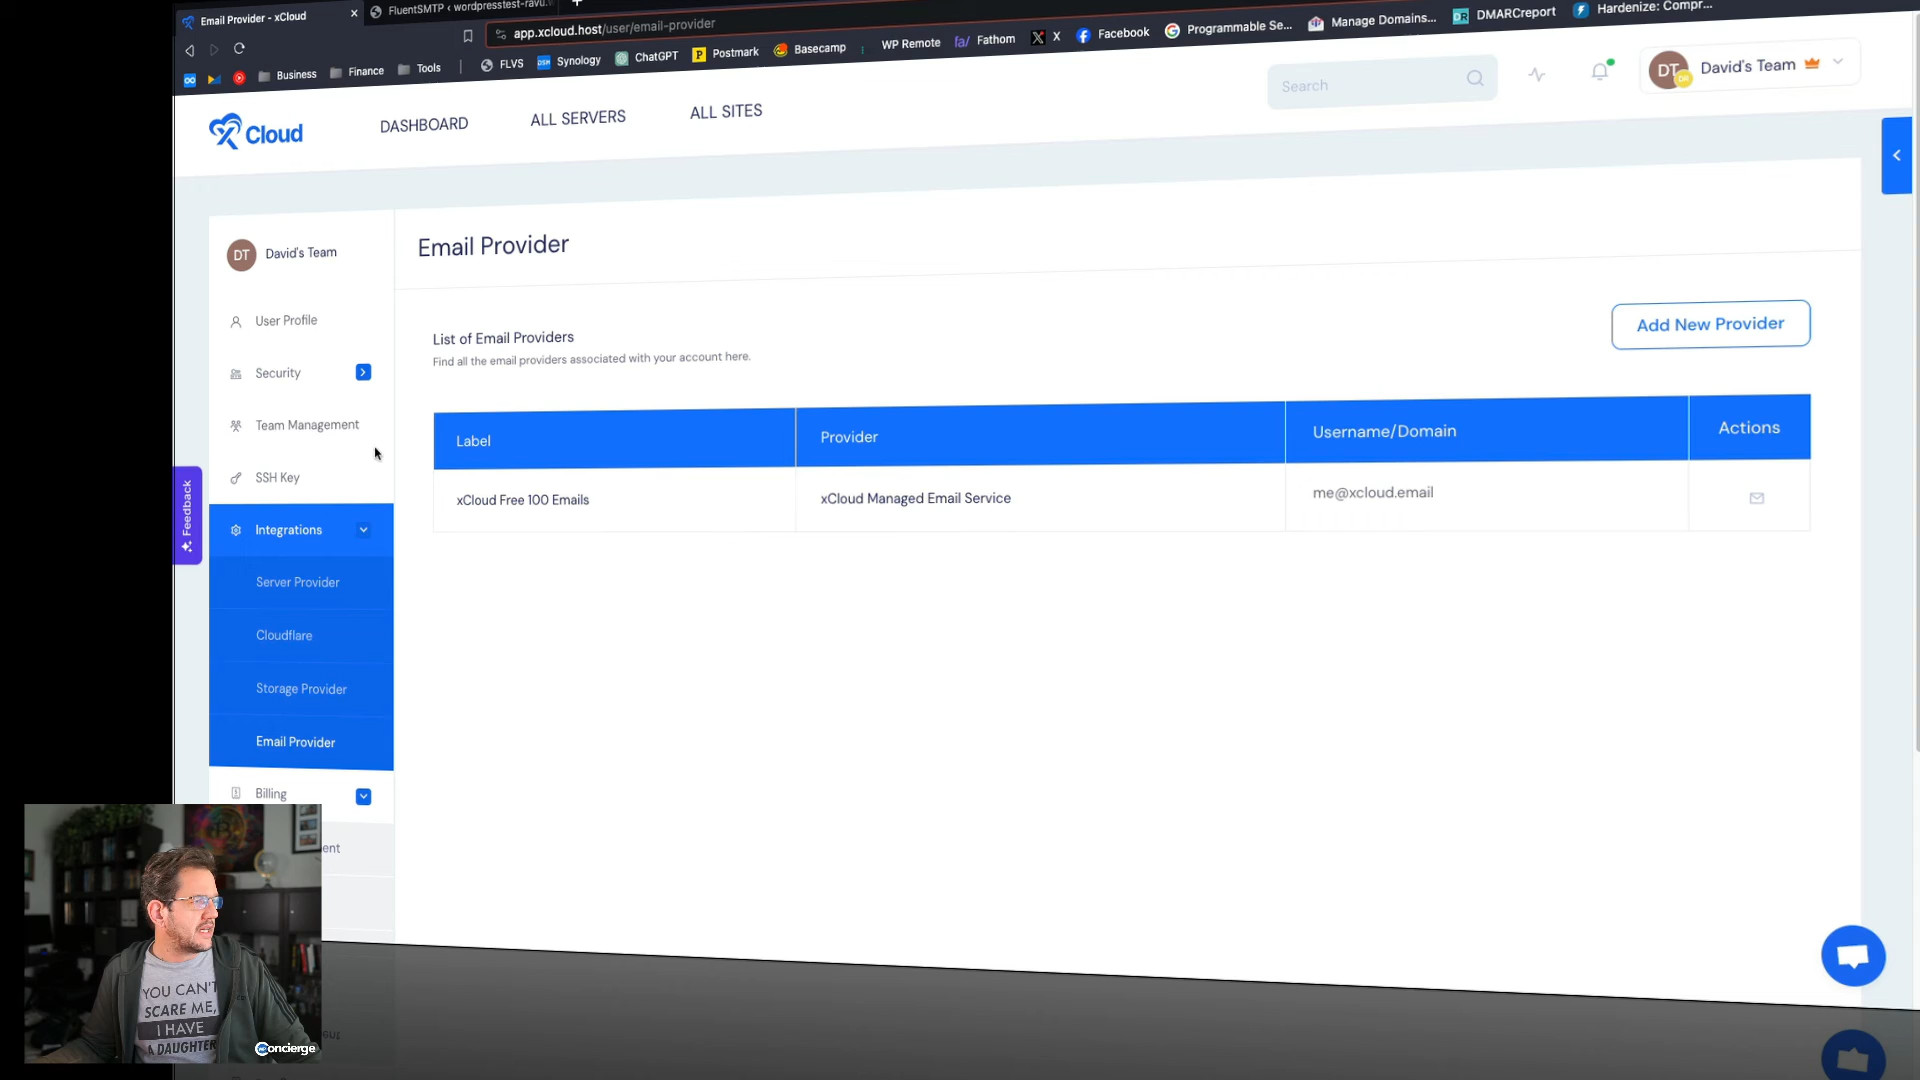 Email Provider - xCloud
FluentSMTP ‹ wordpresstest-ravu.
app.xcloud.host/user/email-provider
Business
Finance
Tools
FLVS
Synology
ChatGPT
Postmark
Basecamp
WP Remote
Fathom
X
Facebook
Programmable Se...
Manage Domains...
DMARCreport
Hardenize: Compr...
xCloud
DASHBOARD
ALL SERVERS
ALL SITES
Search
DT
David's Team
DT
David's Team
User Profile
Security
Team Management
SSH Key
Integrations
Server Provider
Cloudflare
Storage Provider
Email Provider
Billing
ent
Feedback
Email Provider
List of Email Providers
Find all the email providers associated with your account here.
Add New Provider
Label
Provider
Username/Domain
Actions
xCloud Free 100 Emails
xCloud Managed Email Service
me@xcloud.email
YOU CAN'T
SCARE ME,
I HAVE
A DAUGHTER
Concierge